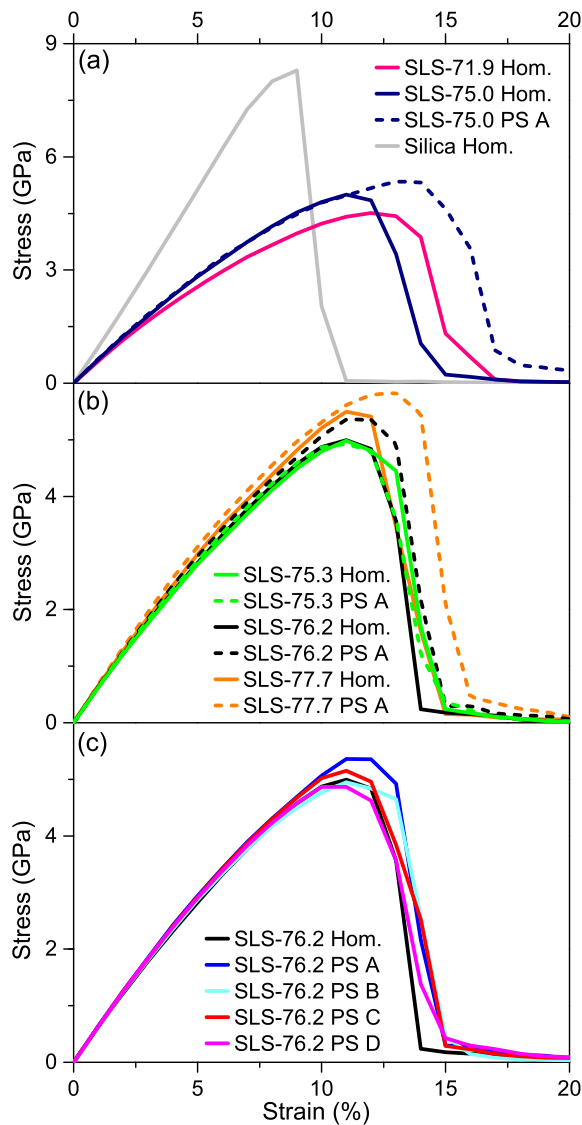 0 5 10 15 20
(a)
SLS-71.9 Hom.
SLS-75.0 Hom.
SLS-75.0 PS A
Silica Hom.
9
6
3
0
Stress (GPa)
(b)
SLS-75.3 Hom.
SLS-75.3 PS A
SLS-76.2 Hom.
SLS-76.2 PS A
SLS-77.7 Hom.
SLS-77.7 PS A
4
2
0
Stress (GPa)
(c)
SLS-76.2 Hom.
SLS-76.2 PS A
SLS-76.2 PS B
SLS-76.2 PS C
SLS-76.2 PS D
4
2
0
Stress (GPa)
0 5 10 15 20
Strain (%)